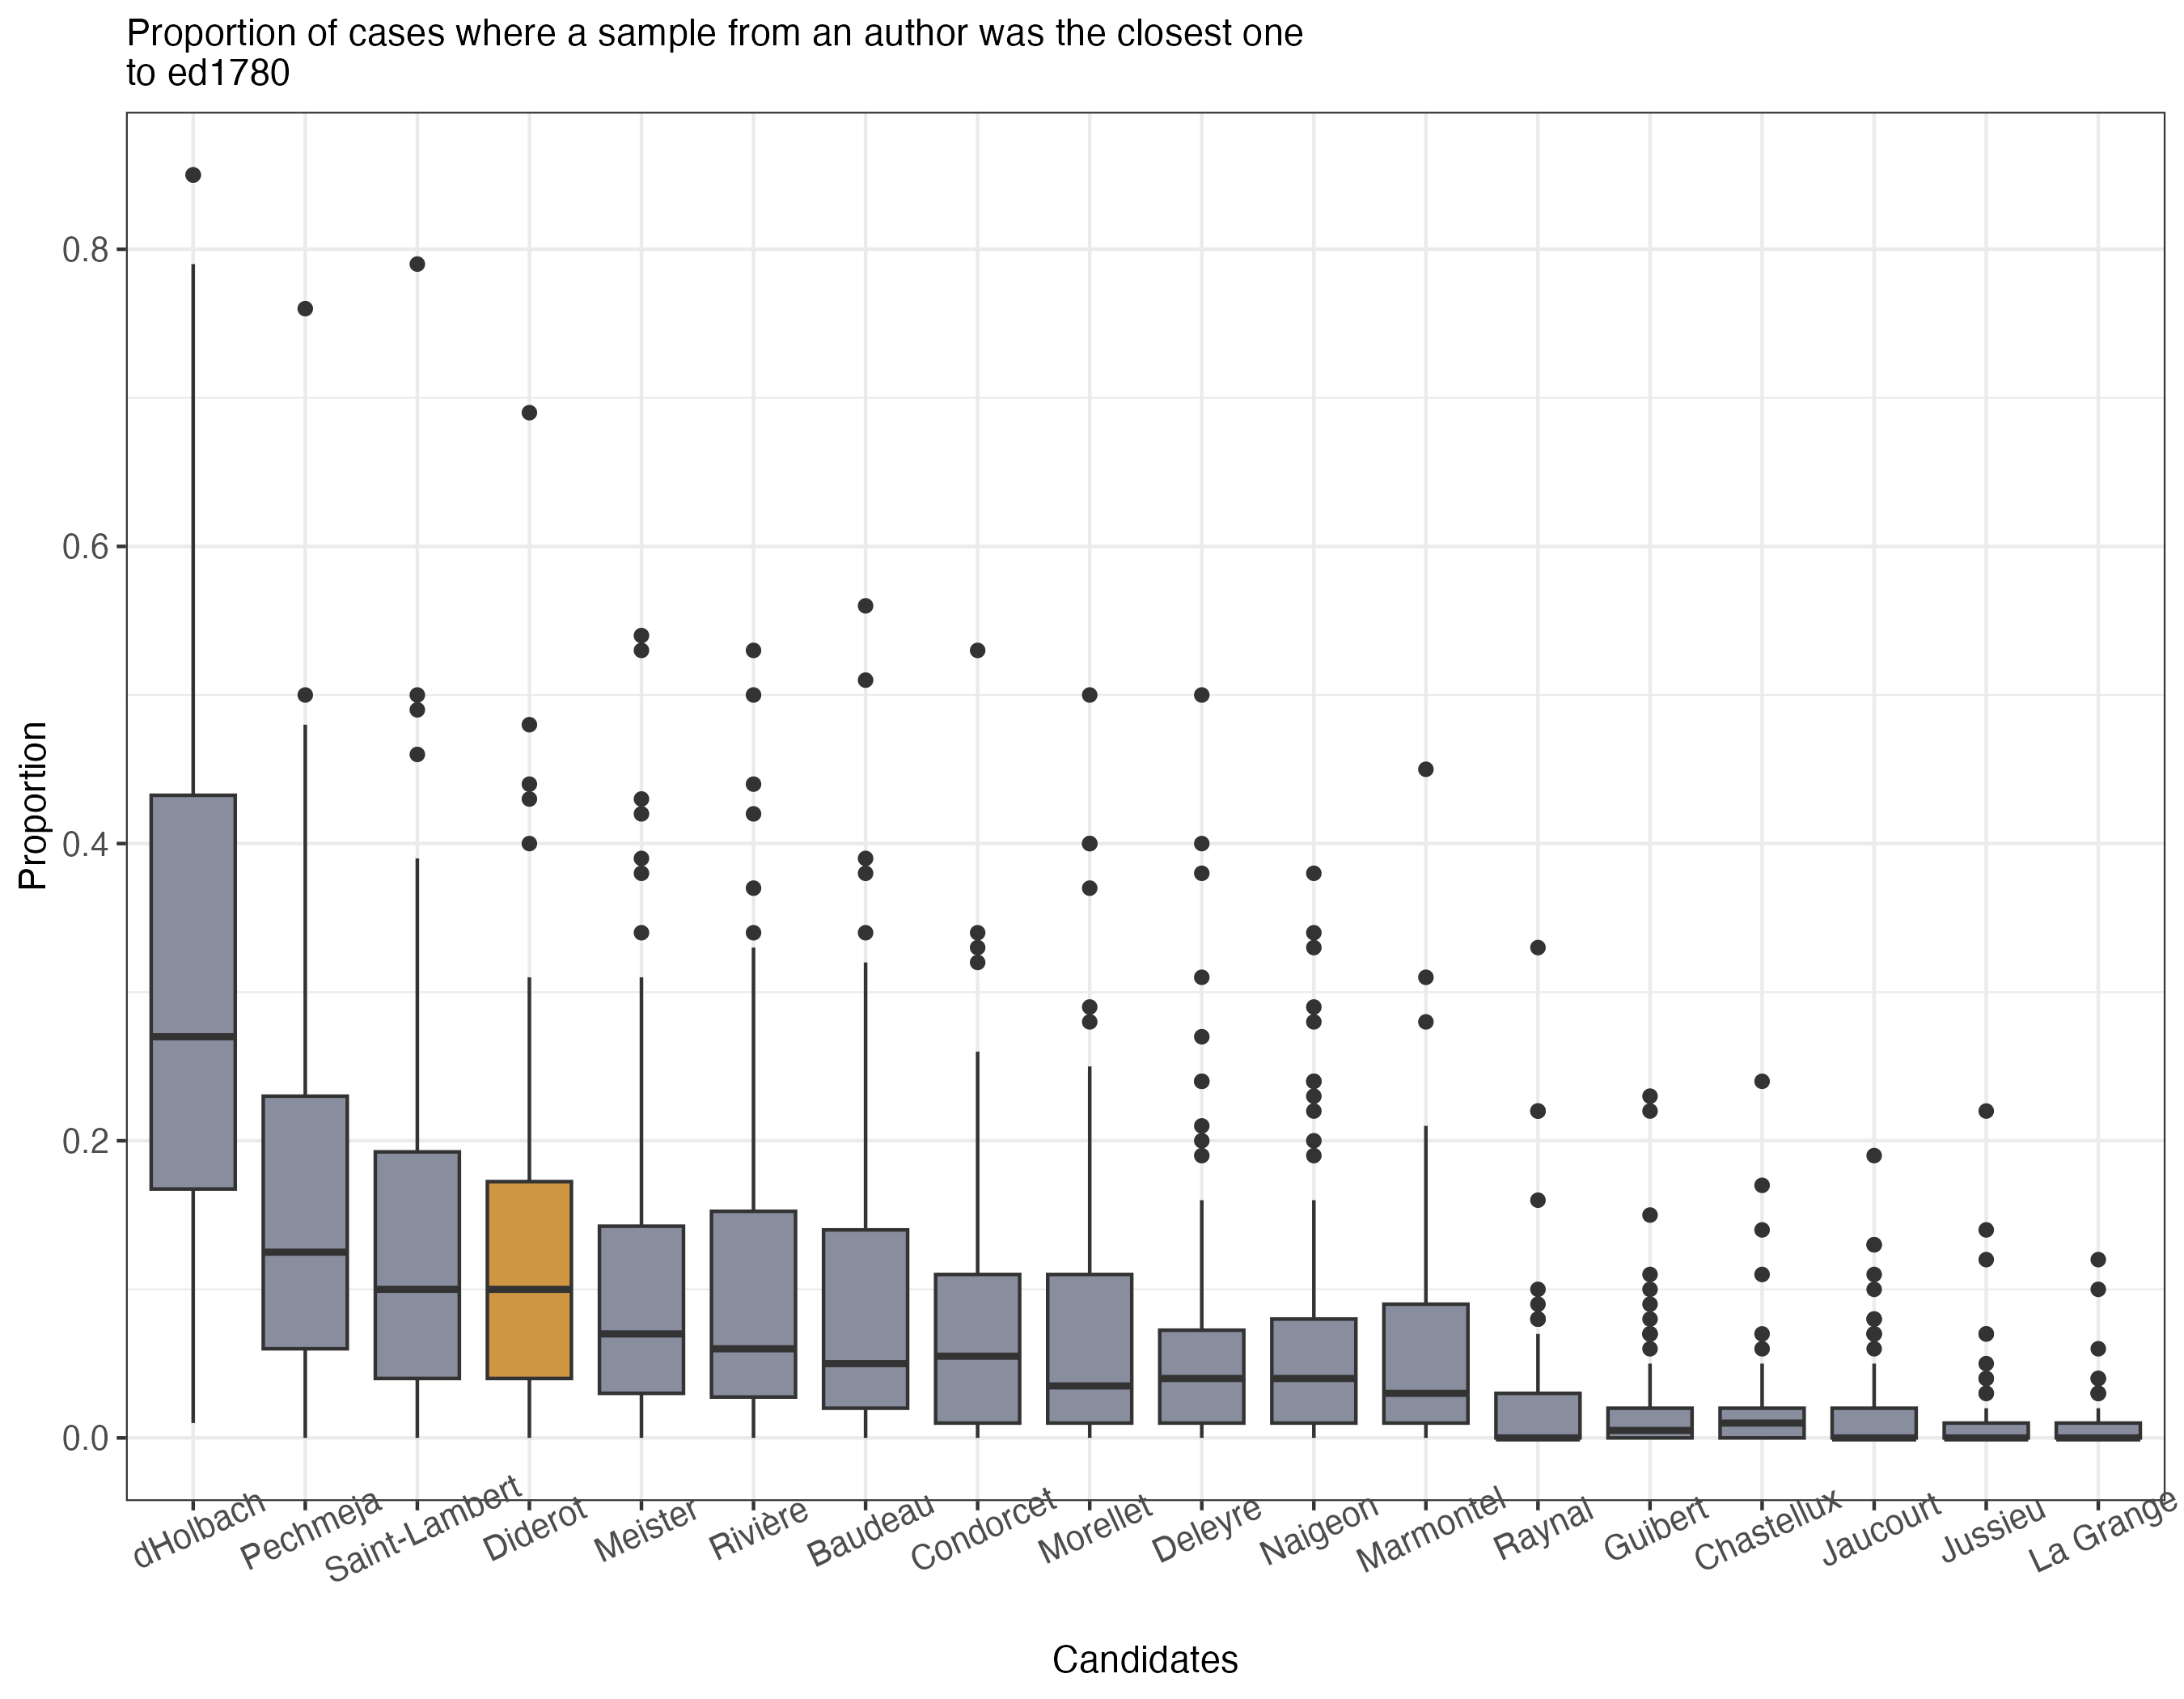 Proportion of cases where a sample from an author was the closest one
to ed1780
Proportion
0.8
0.6
0.4
0.2
0.0
dHolbach
Pechmeja
Saint-Lambert
Diderot
Meister
Rivière
Baudeau
Condorcet
Morellet
Deleyre
Naigeon
Marmontel
Raynal
Guibert
Chastellux
Jaucourt
Jussieu
La Grange
Candidates